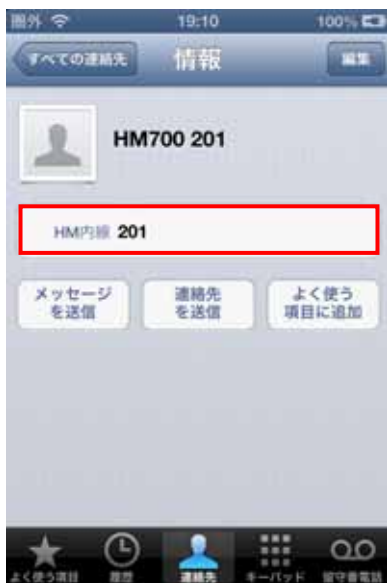 圏外 19:10 100%
すべての連絡先 情報 編集
HM700 201
HM内線 201
メッセージ
を送信
連絡先
を送信
よく使う
項目に追加
よく使う項目 履歴 連絡先 キーパッド 留守番電話